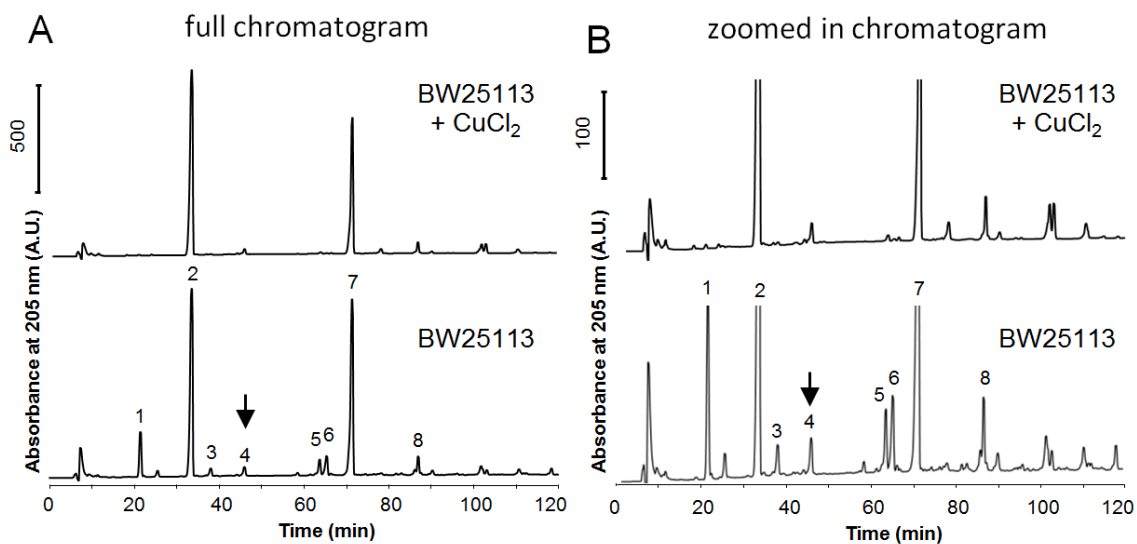 A
full chromatogram
Absorbance at 205 nm (A.U.)
500
BW25113
+ CuCl₂
1
2
3
4
5
6
7
8
BW25113
0 20 40 60 80 100 120
Time (min)
B
zoomed in chromatogram
Absorbance at 205 nm (A.U.)
100
BW25113
+ CuCl₂
1
2
3
4
5
6
7
8
BW25113
0 20 40 60 80 100 120
Time (min)